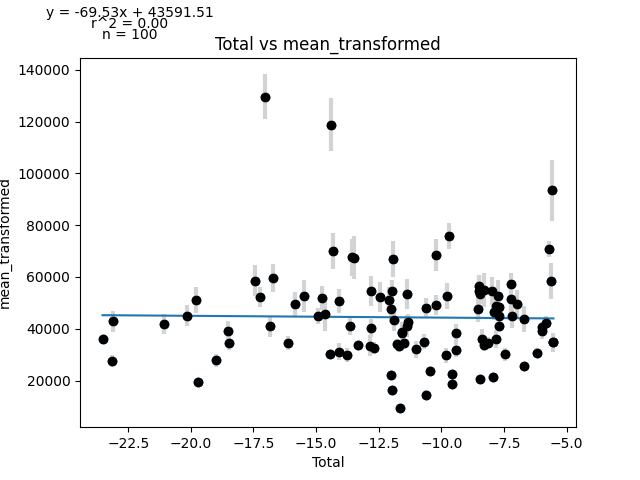 y = -69.53x + 43591.51
r^2 = 0.00
n = 100
Total vs mean_transformed
mean_transformed
140000
120000
100000
80000
60000
40000
20000
−22.5 −20.0 −17.5 −15.0 −12.5 −10.0 −7.5 −5.0
Total